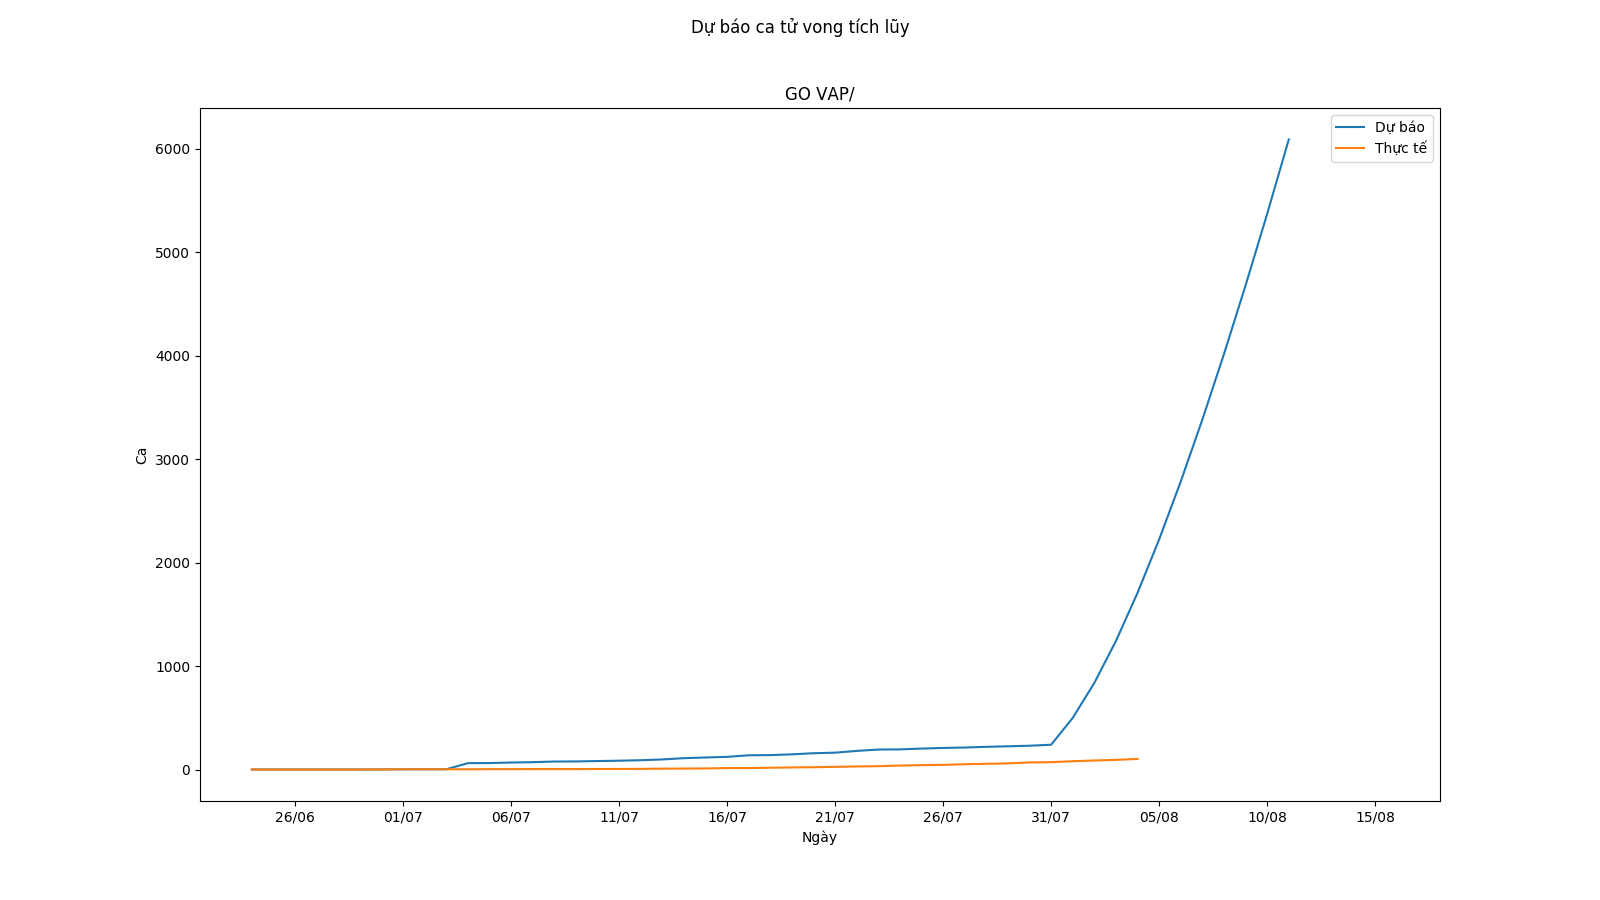 Dự báo ca tử vong tích lũy
GO VAP/
Dự báo
Thực tế
6000
5000
4000
3000
2000
1000
0
Ca
26/06 01/07 06/07 11/07 16/07 21/07 26/07 31/07 05/08 10/08 15/08
Ngày